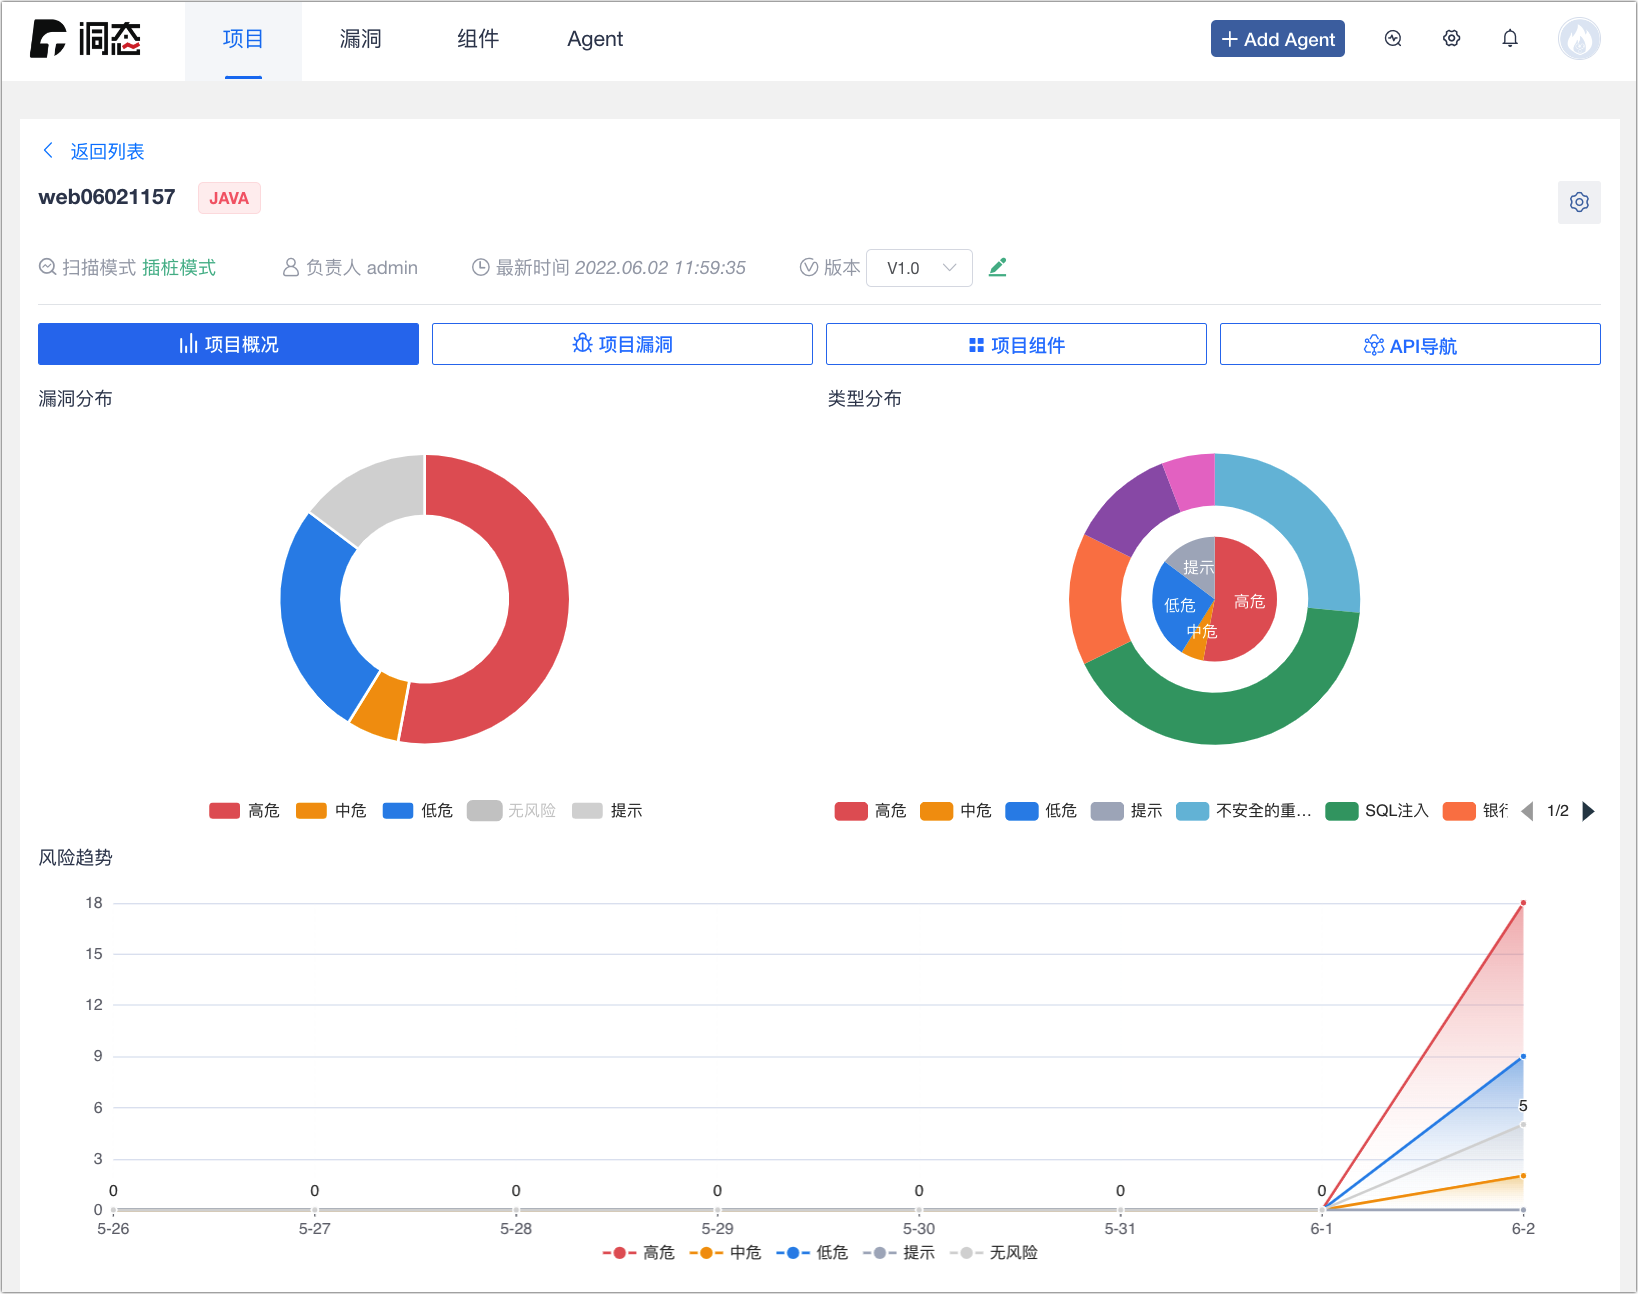 洞态 项目 漏洞 组件 Agent Add Agent
返回列表
web06021157 JAVA
扫描模式 插桩模式 负责人 admin 最新时间 2022.06.02 11:59:35 版本 V1.0
项目概况 项目漏洞 项目组件 API导航
漏洞分布 类型分布
提示
高危
低危
中危
高危 中危 低危 无风险 提示
高危 中危 低危 提示 不安全的重... SQL注入 银行 1/2
风险趋势
18
15
12
9
6
3
0
5
0 0 0 0 0 0 0
5-26 5-27 5-28 5-29 5-30 5-31 6-1 6-2
高危 中危 低危 提示 无风险